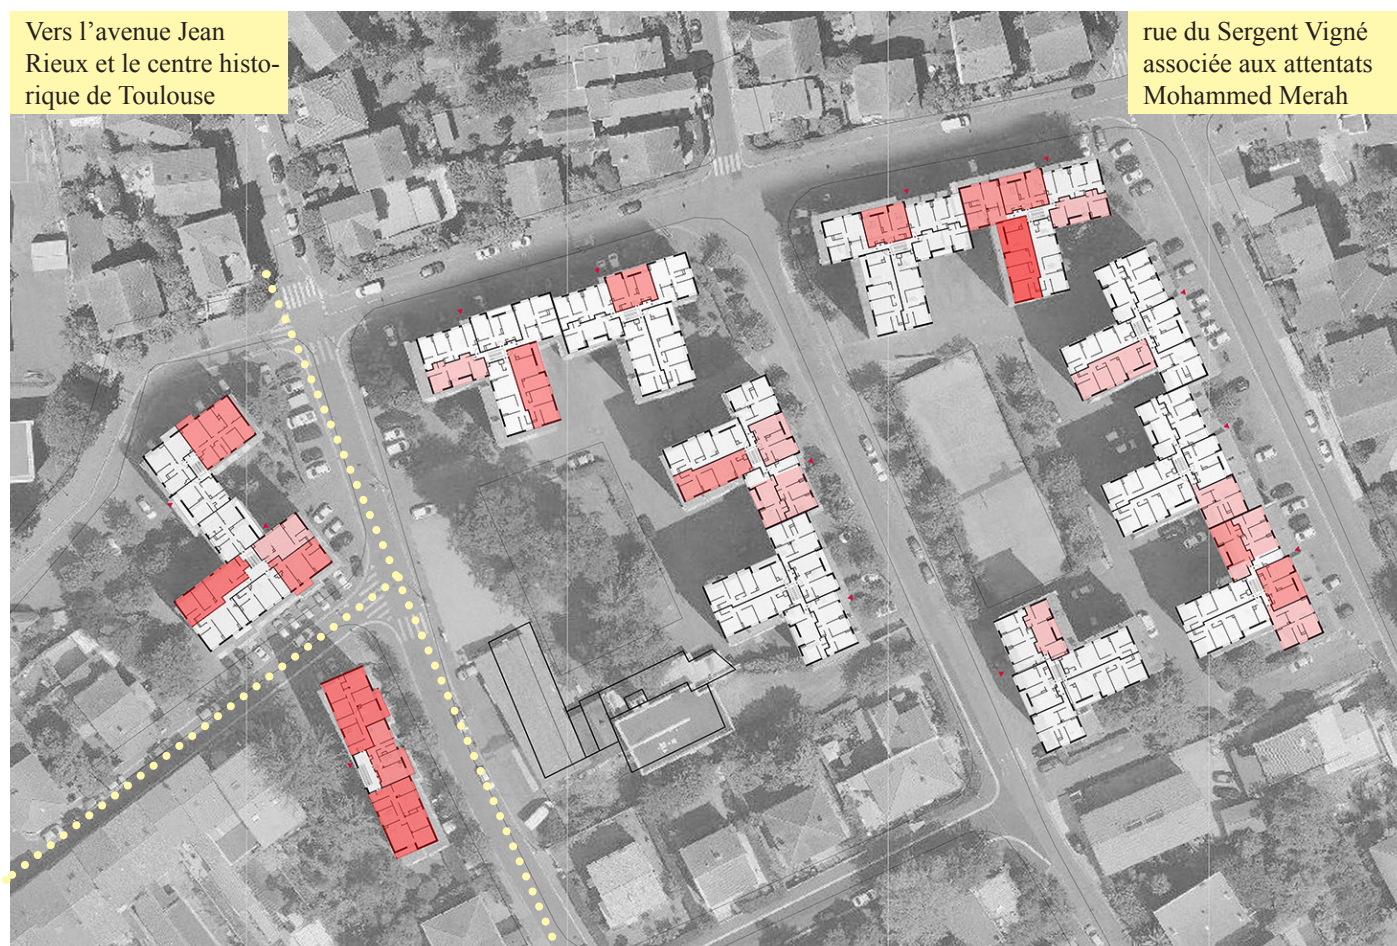 Vers l’avenue Jean
Rieux et le centre histo-
rique de Toulouse
rue du Sergent Vigné
associée aux attentats
Mohammed Merah